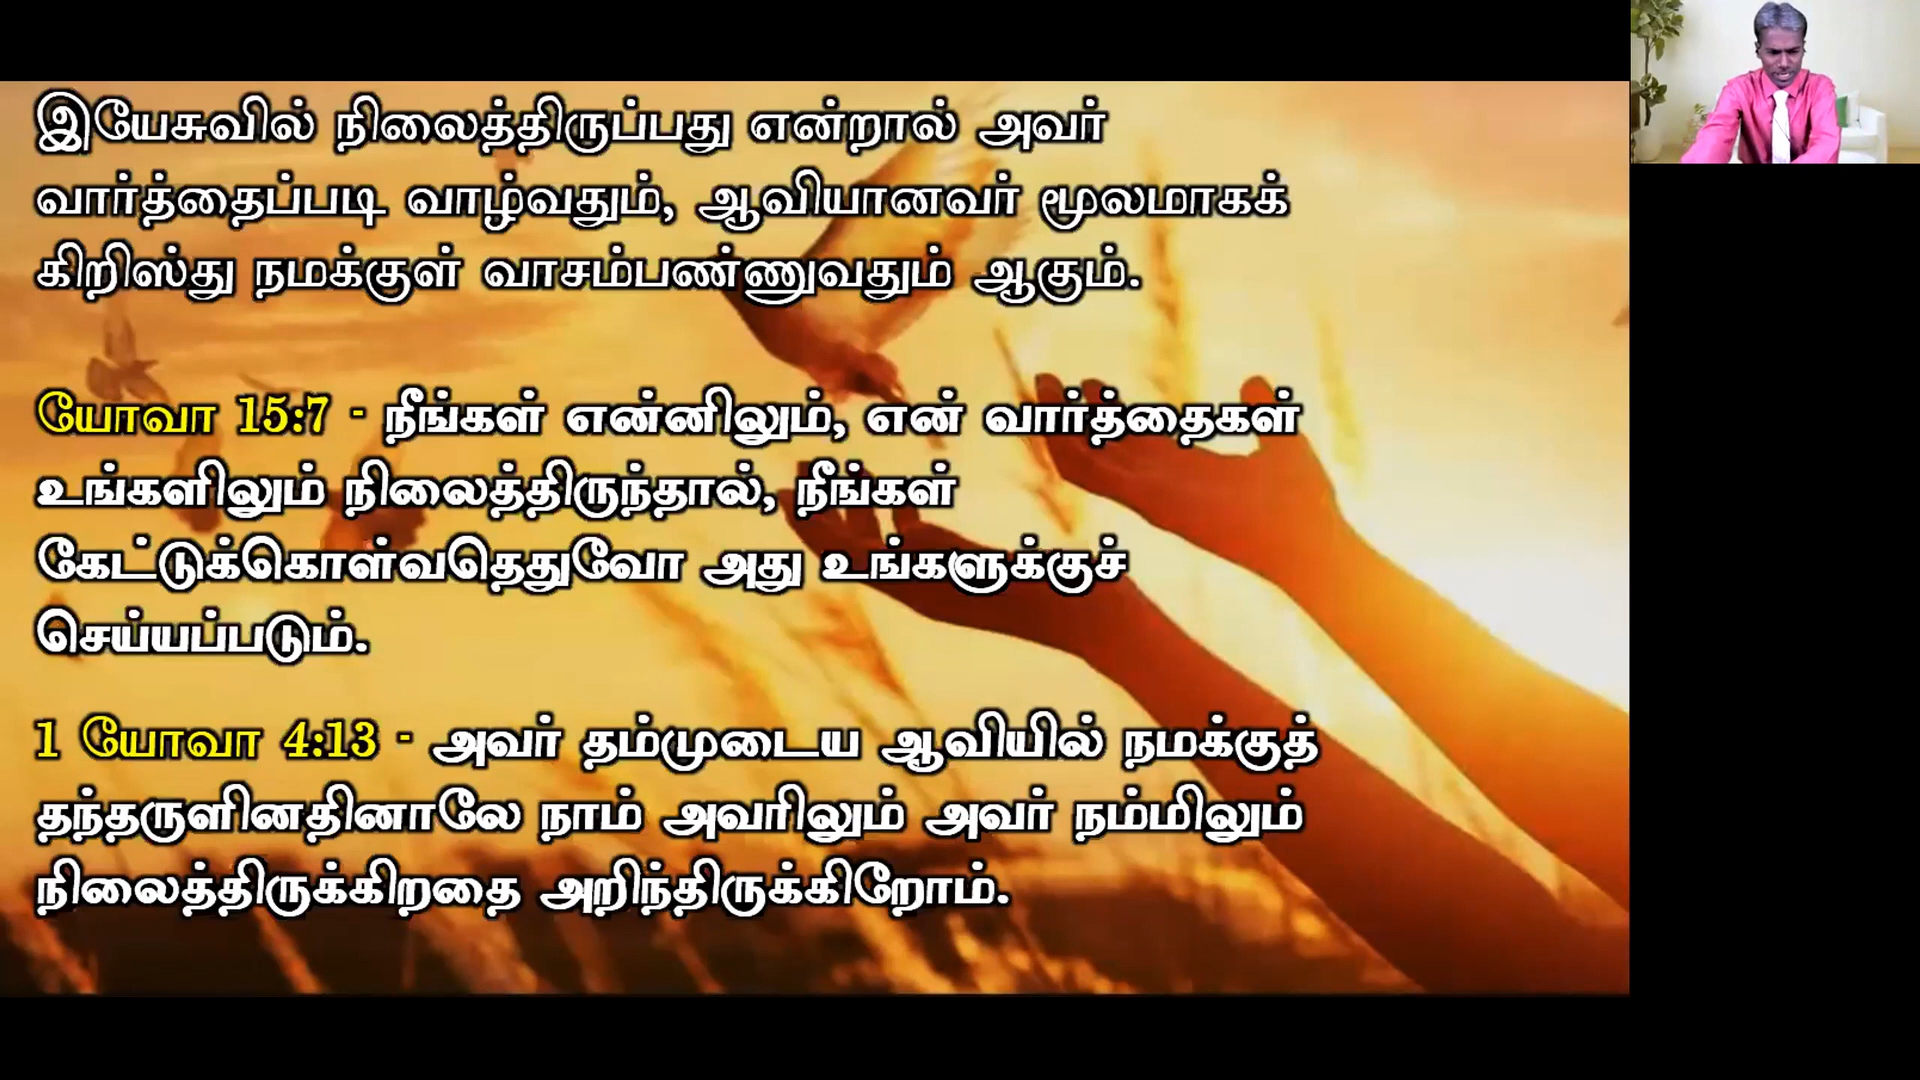 இயேசுவில் நிலைத்திருப்பது என்றால் அவர்
வார்த்தைப்படி வாழ்வதும், ஆவியானவர் மூலமாகக்
கிறிஸ்து நமக்குள் வாசம்பண்ணுவதும் ஆகும்.
யோவா 15:7 - நீங்கள் என்னிலும், என் வார்த்தைகள்
உங்களிலும் நிலைத்திருந்தால், நீங்கள்
கேட்டுக்கொள்வதெதுவோ அது உங்களுக்குச்
செய்யப்படும்.
1 யோவா 4:13 - அவர் தம்முடைய ஆவியில் நமக்குத்
தந்தருளினதினாலே நாம் அவரிலும் அவர் நம்மிலும்
நிலைத்திருக்கிறதை அறிந்திருக்கிறோம்.